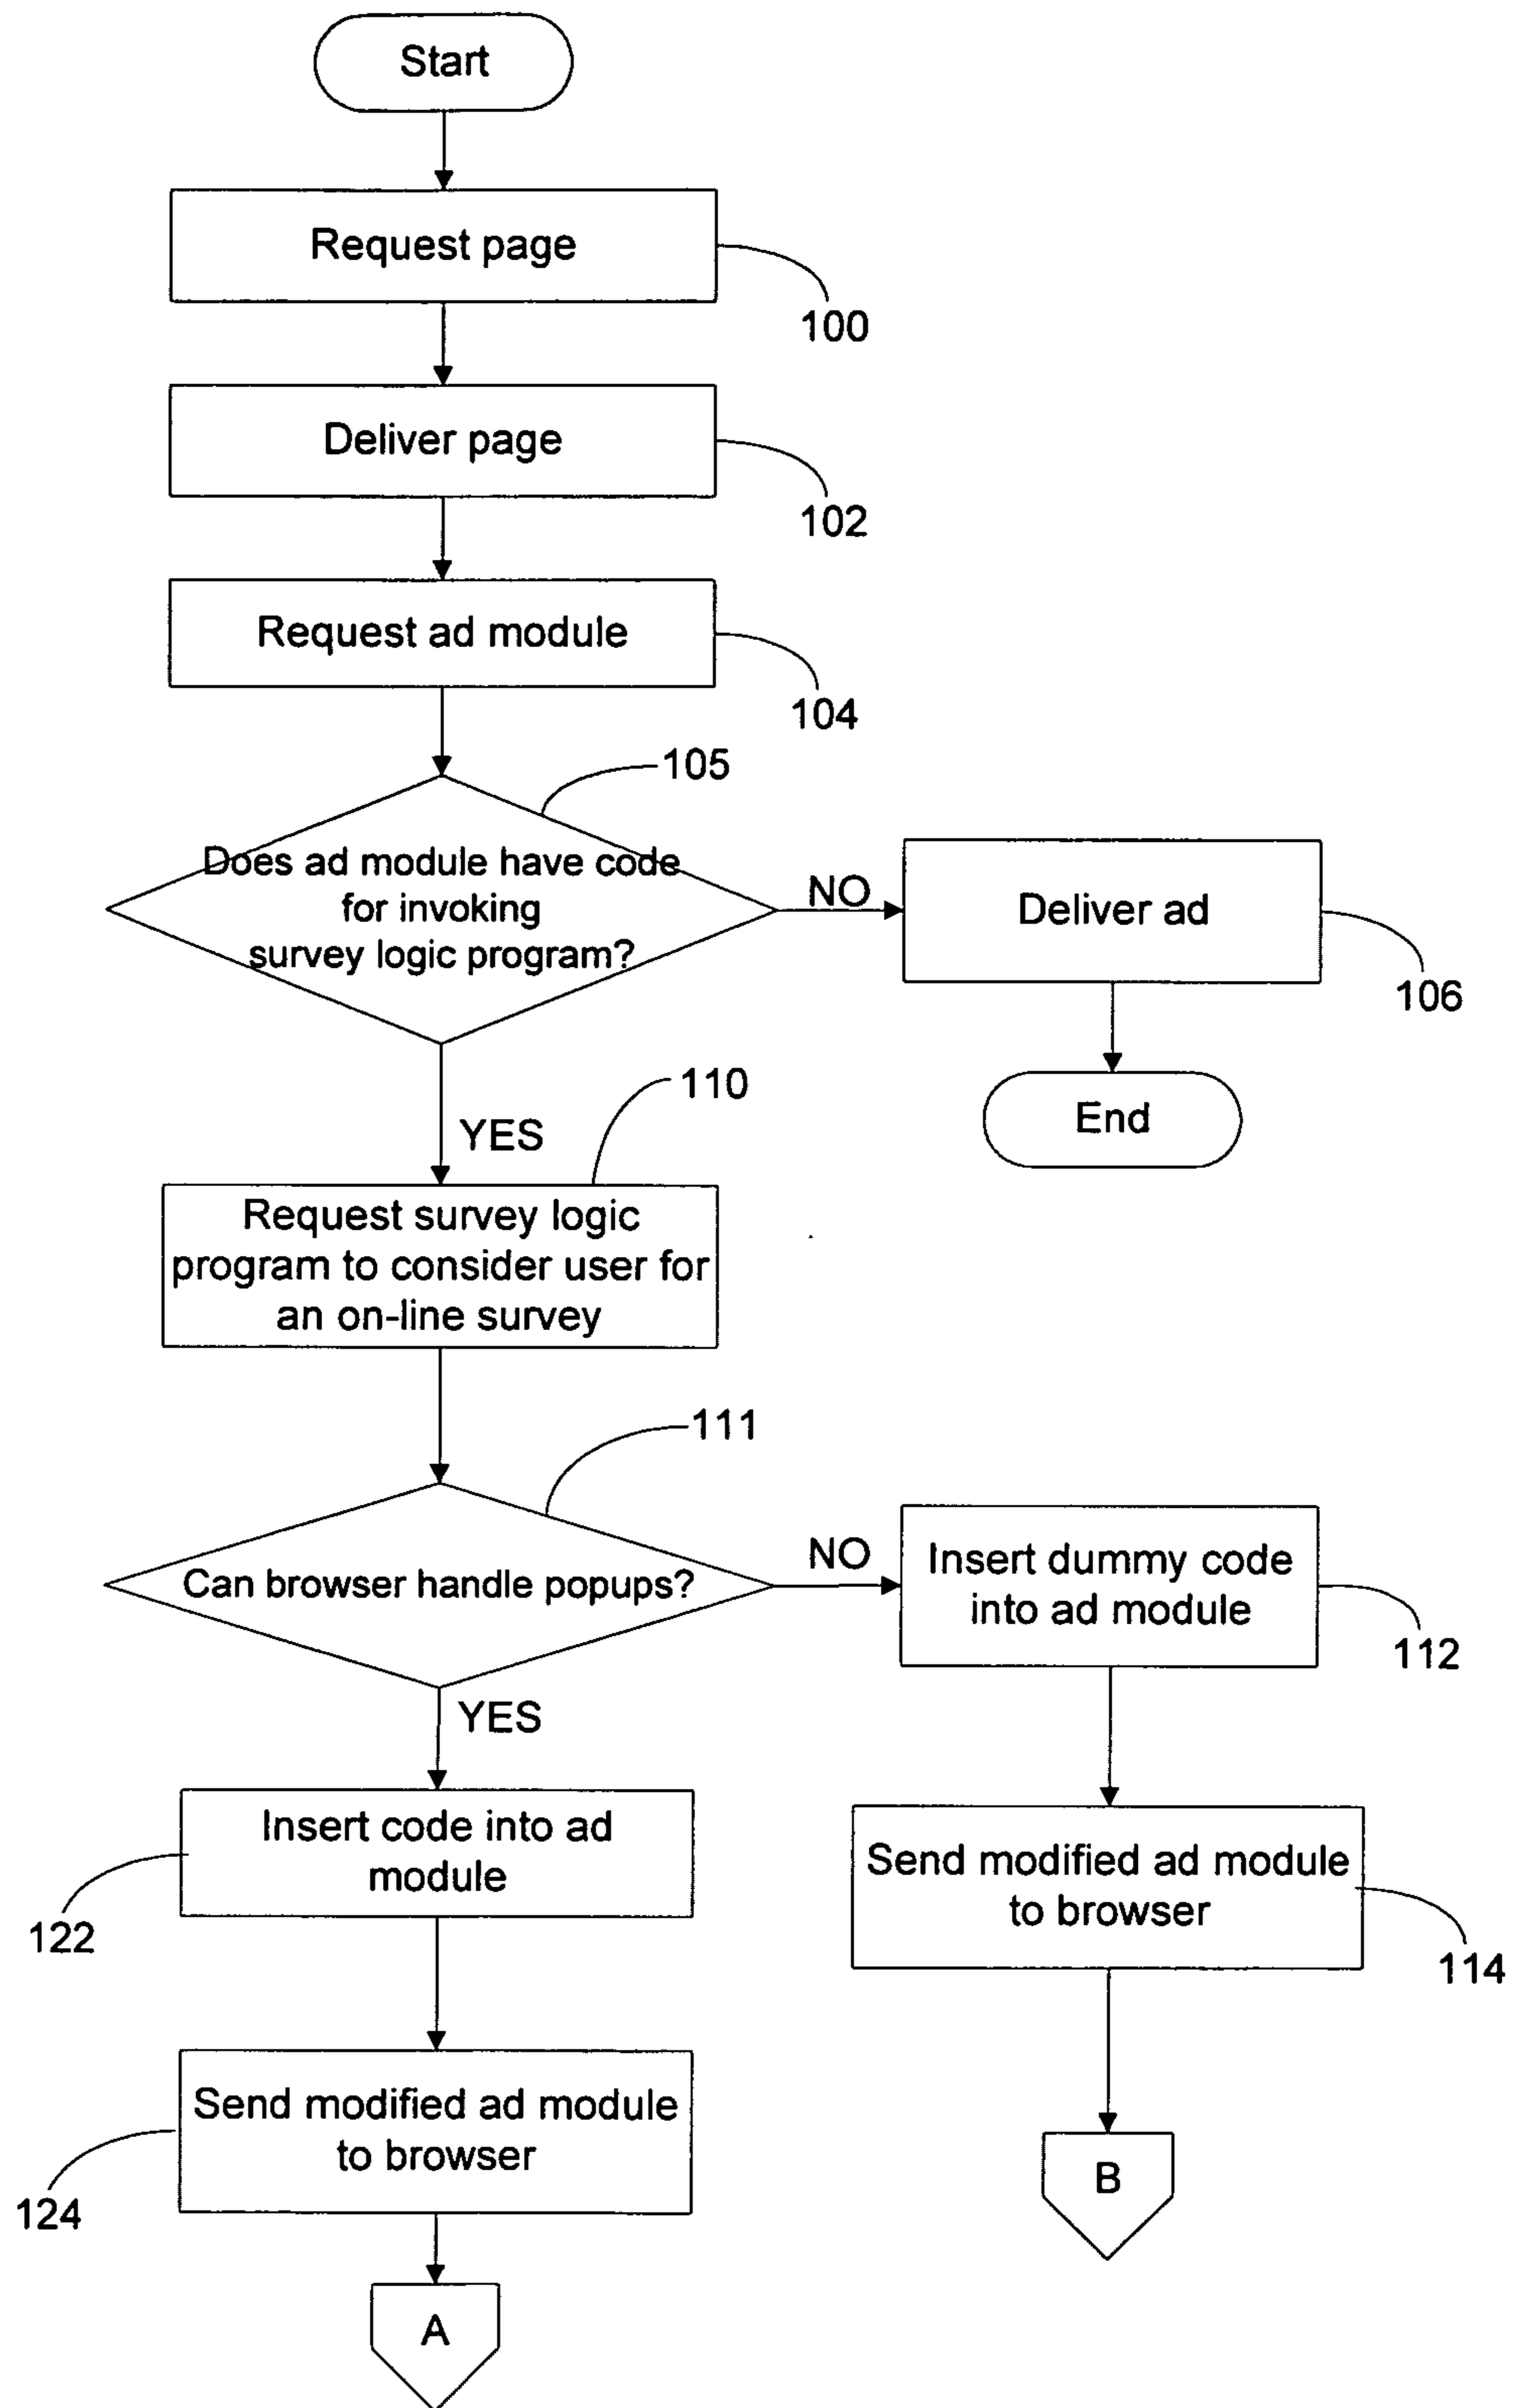 Start
Request page
100
Deliver page
102
Request ad module
104
105
Does ad module have code
for invoking
survey logic program?
NO
Deliver ad
106
End
YES
110
Request survey logic
program to consider user for
an on-line survey
111
Can browser handle popups?
NO
Insert dummy code
into ad module
112
YES
Insert code into ad
module
122
Send modified ad module
to browser
114
Send modified ad module
to browser
124
B
A